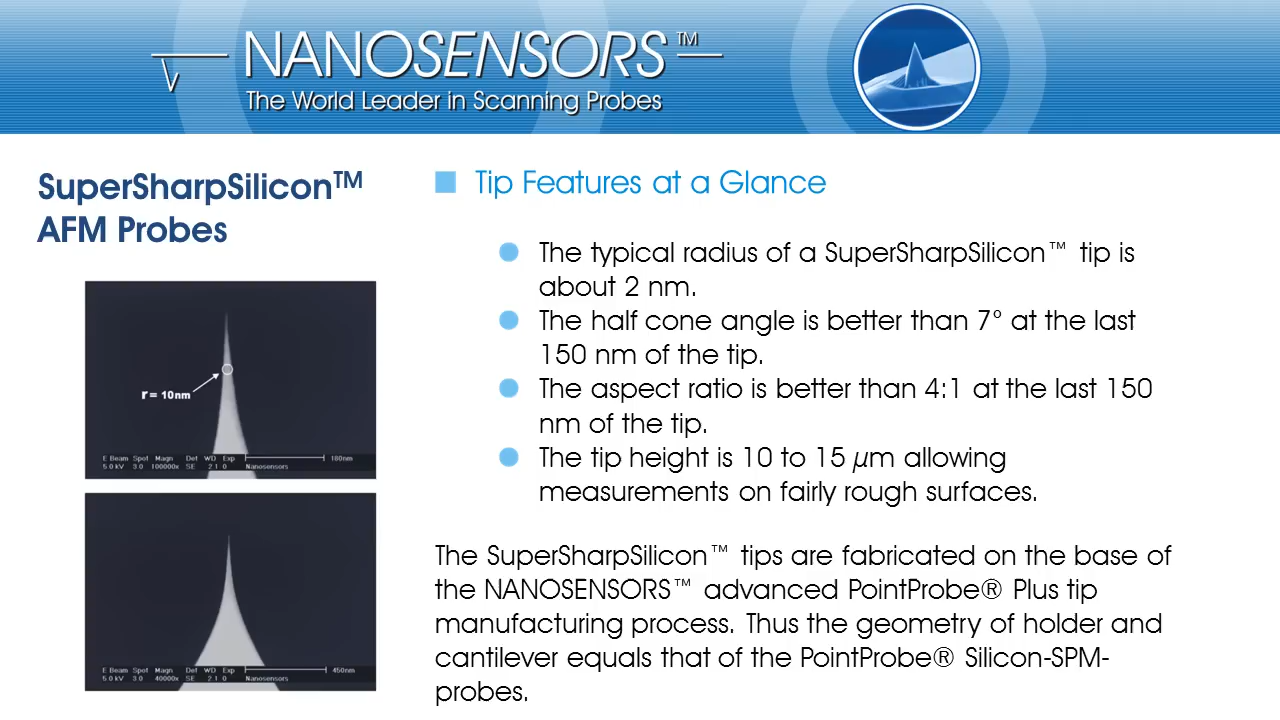 NANOSENSORS™
The World Leader in Scanning Probes
SuperSharpSilicon™
AFM Probes
r = 10nm
E Beam Spot Magn Det WD Exp 180nm
5.0 kV 3.0 100000x SE 2.1 0 Nanosensors
E Beam Spot Magn Det WD Exp 450nm
5.0 kV 3.0 40000x SE 2.1 0 Nanosensors
Tip Features at a Glance
The typical radius of a SuperSharpSilicon™ tip is
about 2 nm.
The half cone angle is better than 7° at the last
150 nm of the tip.
The aspect ratio is better than 4:1 at the last 150
nm of the tip.
The tip height is 10 to 15 µm allowing
measurements on fairly rough surfaces.
The SuperSharpSilicon™ tips are fabricated on the base of
the NANOSENSORS™ advanced PointProbe® Plus tip
manufacturing process. Thus the geometry of holder and
cantilever equals that of the PointProbe® Silicon-SPM-
probes.